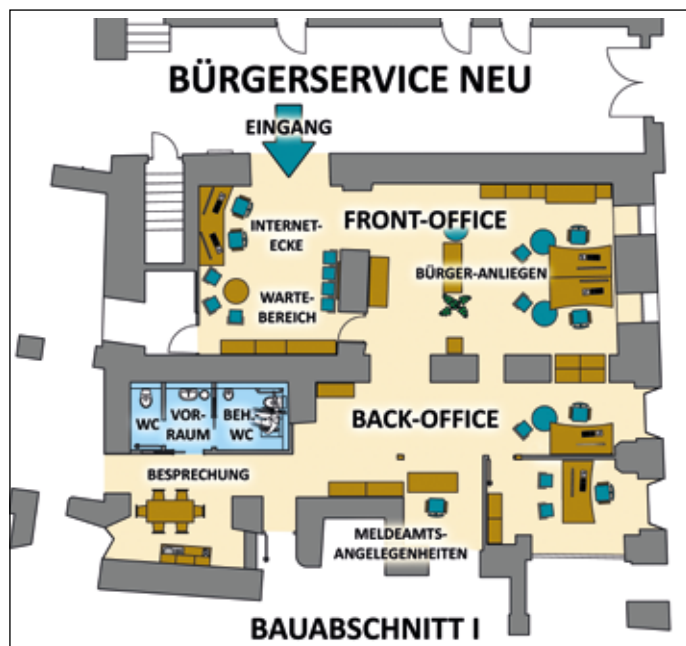 BÜRGERSERVICE NEU
EINGANG
INTERNET-
ECKE
FRONT-OFFICE
BÜRGER-ANLIEGEN
WARTE-
BEREICH
WC
VOR-
RAUM
BEH.
WC
BACK-OFFICE
BESPRECHUNG
MELDEAMTS-
ANGELEGENHEITEN
BAUABSCHNITT I